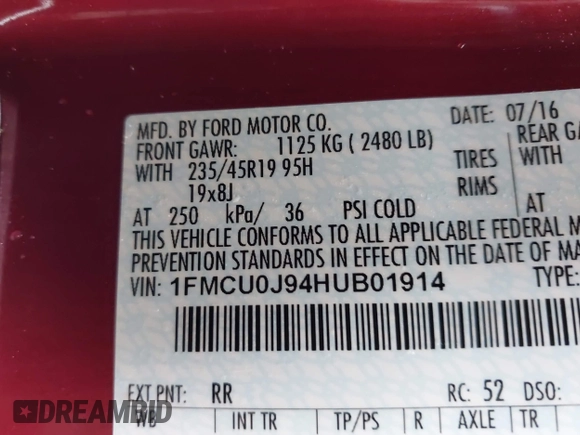 MFD. BY FORD MOTOR CO.
DATE: 07/16
FRONT GAWR: 1125 KG ( 2480 LB)
REAR
WITH 235/45R19 95H TIRES
WITH
19x8J RIMS
AT 250 kPa/ 36 PSI COLD
AT
THIS VEHICLE CONFORMS TO ALL APPLICABLE FEDERAL
PREVENTION STANDARDS IN EFFECT ON THE DATE OF
VIN: 1FMCU0J94HUB01914
TYPE:
EXT PNT: RR RC: 52 DSO:
WB INT TR TP/PS R AXLE TR
DREAMBID